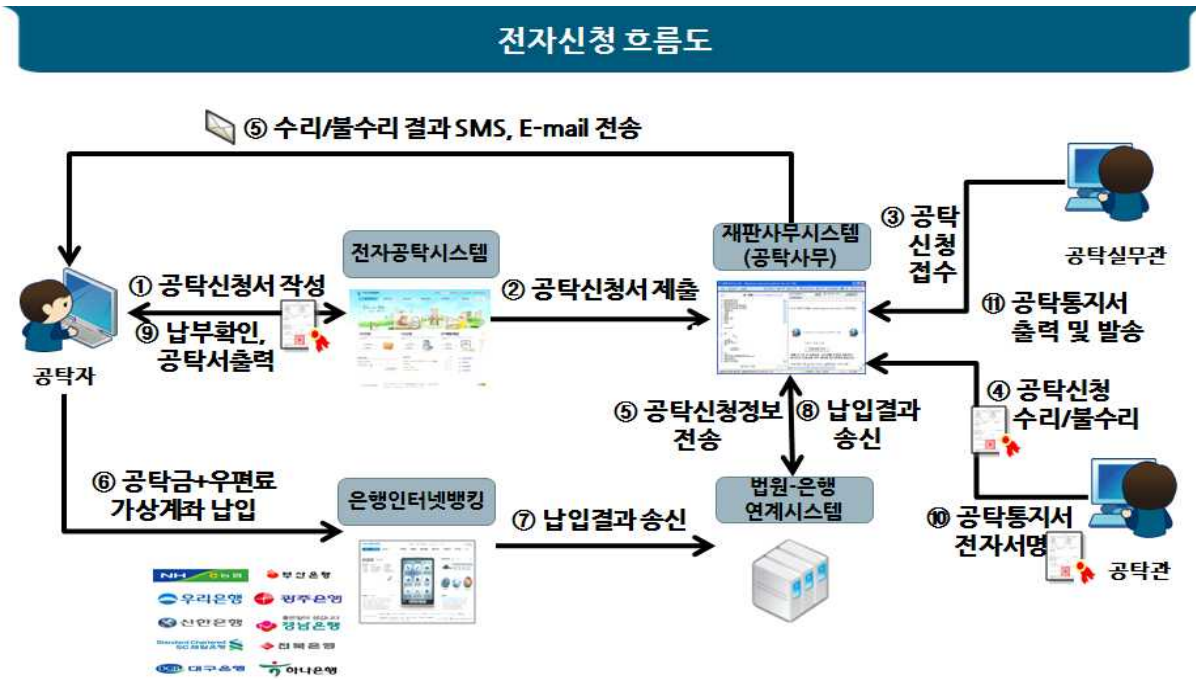 전자신청 흐름도
⑤ 수리/불수리 결과 SMS, E-mail 전송
전자공탁시스템
재판사무시스템
(공탁사무)
③ 공탁
신청
접수
공탁실무관
① 공탁신청서 작성
② 공탁신청서 제출
⑪ 공탁통지서
출력 및 발송
⑨ 납부확인,
공탁서출력
공탁자
④ 공탁신청
수리/불수리
⑤ 공탁신청정보
전송
⑧ 납입결과
송신
⑥ 공탁금+우편료
가상계좌 납입
은행인터넷뱅킹
⑦ 납입결과 송신
법원-은행
연계시스템
⑩ 공탁통지서
전자서명
공탁관
NH 농협
부산은행
우리은행
광주은행
신한은행
경남은행
Standard Chartered
SC제일은행
전북은행
DGB 대구은행
하나은행